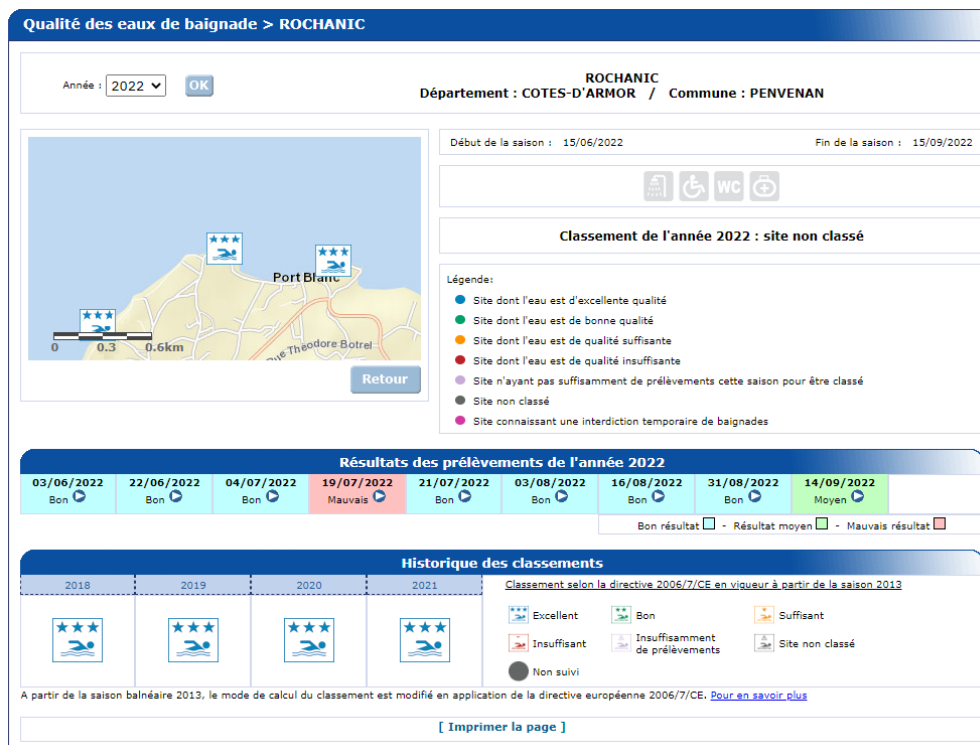 Qualité des eaux de baignade > ROCHANIC
Année : 2022 OK
ROCHANIC
Département : COTES-D'ARMOR / Commune : PENVENAN
Début de la saison : 15/06/2022 Fin de la saison : 15/09/2022
WC
Classement de l'année 2022 : site non classé
Port Blanc
Rue Théodore Botrel
0 0.3 0.6km
Retour
Légende:
Site dont l'eau est d'excellente qualité
Site dont l'eau est de bonne qualité
Site dont l'eau est de qualité suffisante
Site dont l'eau est de qualité insuffisante
Site n'ayant pas suffisamment de prélèvements cette saison pour être classé
Site non classé
Site connaissant une interdiction temporaire de baignades
Résultats des prélèvements de l'année 2022
03/06/2022 22/06/2022 04/07/2022 19/07/2022 21/07/2022 03/08/2022 16/08/2022 31/08/2022 14/09/2022
Bon Bon Bon Mauvais Bon Bon Bon Bon Moyen
Bon résultat - Résultat moyen - Mauvais résultat
Historique des classements
2018 2019 2020 2021
Classement selon la directive 2006/7/CE en vigueur à partir de la saison 2013
Excellent Bon Suffisant
Insuffisant Insuffisamment de prélèvements Site non classé
Non suivi
A partir de la saison balnéaire 2013, le mode de calcul du classement est modifié en application de la directive européenne 2006/7/CE. Pour en savoir plus
[ Imprimer la page ]